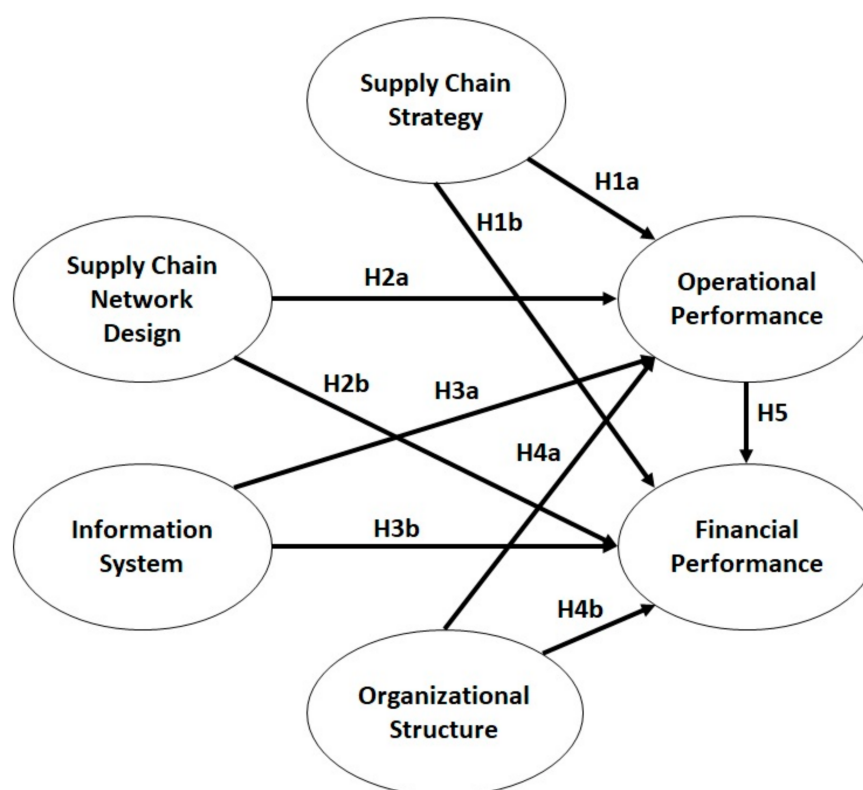 Supply Chain
Strategy
H1a
H1b
Supply Chain
Network
Design
H2a
Operational
Performance
H2b
H3a
H5
H4a
Information
System
H3b
Financial
Performance
H4b
Organizational
Structure